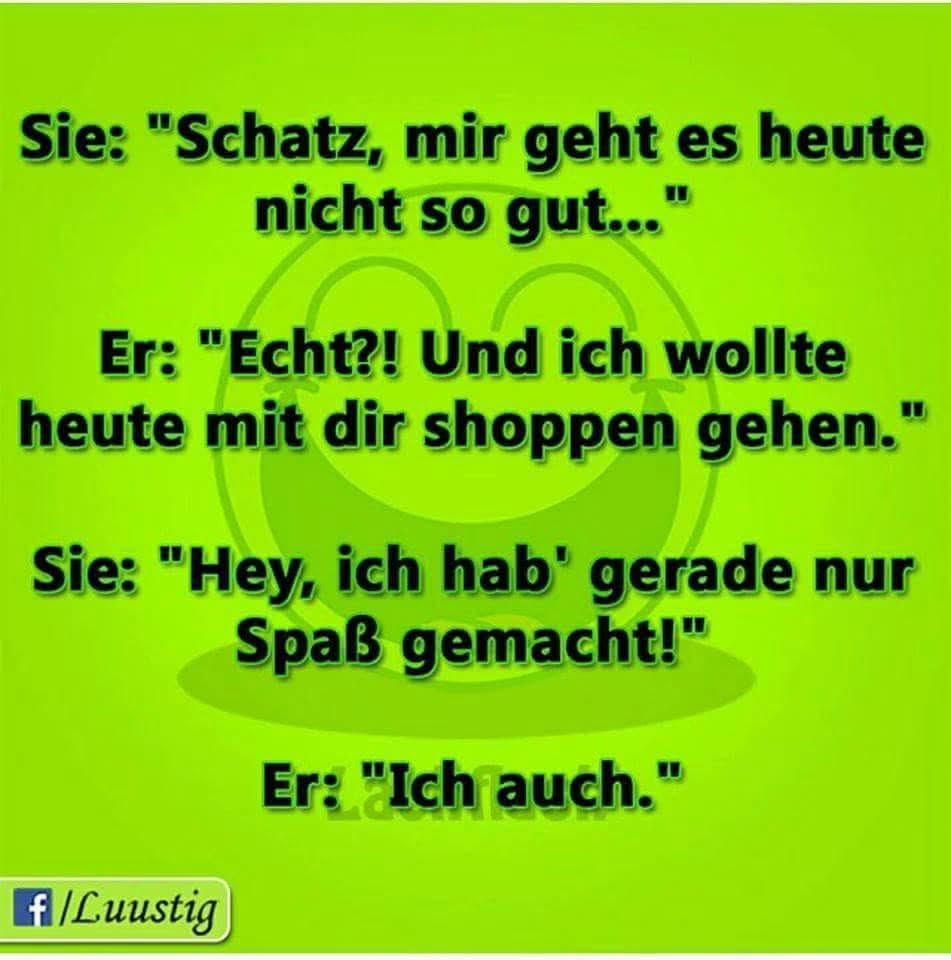 Sie: "Schatz, mir geht es heute
nicht so gut..."
Er: "Echt?! Und ich wollte
heute mit dir shoppen gehen."
Sie: "Hey, ich hab' gerade nur
Spaß gemacht!"
Er: "Ich auch."
f /Luustig